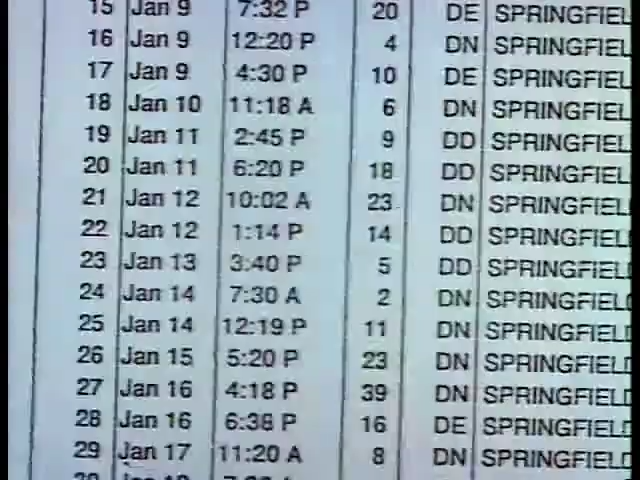 15 Jan 9 7:32 P 20 DE SPRINGFIEL
16 Jan 9 12:20 P 4 DN SPRINGFIEL
17 Jan 9 4:30 P 10 DE SPRINGFIEL
18 Jan 10 11:18 A 6 DN SPRINGFIEL
19 Jan 11 2:45 P 9 DD SPRINGFIEL
20 Jan 11 6:20 P 18 DD SPRINGFIEL
21 Jan 12 10:02 A 23 DN SPRINGFIEL
22 Jan 12 1:14 P 14 DD SPRINGFIEL
23 Jan 13 3:40 P 5 DD SPRINGFIEL
24 Jan 14 7:30 A 2 DN SPRINGFIELD
25 Jan 14 12:19 P 11 DN SPRINGFIELD
26 Jan 15 5:20 P 23 DN SPRINGFIELD
27 Jan 16 4:18 P 39 DN SPRINGFIELD
28 Jan 16 6:38 P 16 DE SPRINGFIELD
29 Jan 17 11:20 A 8 DN SPRINGFIELD